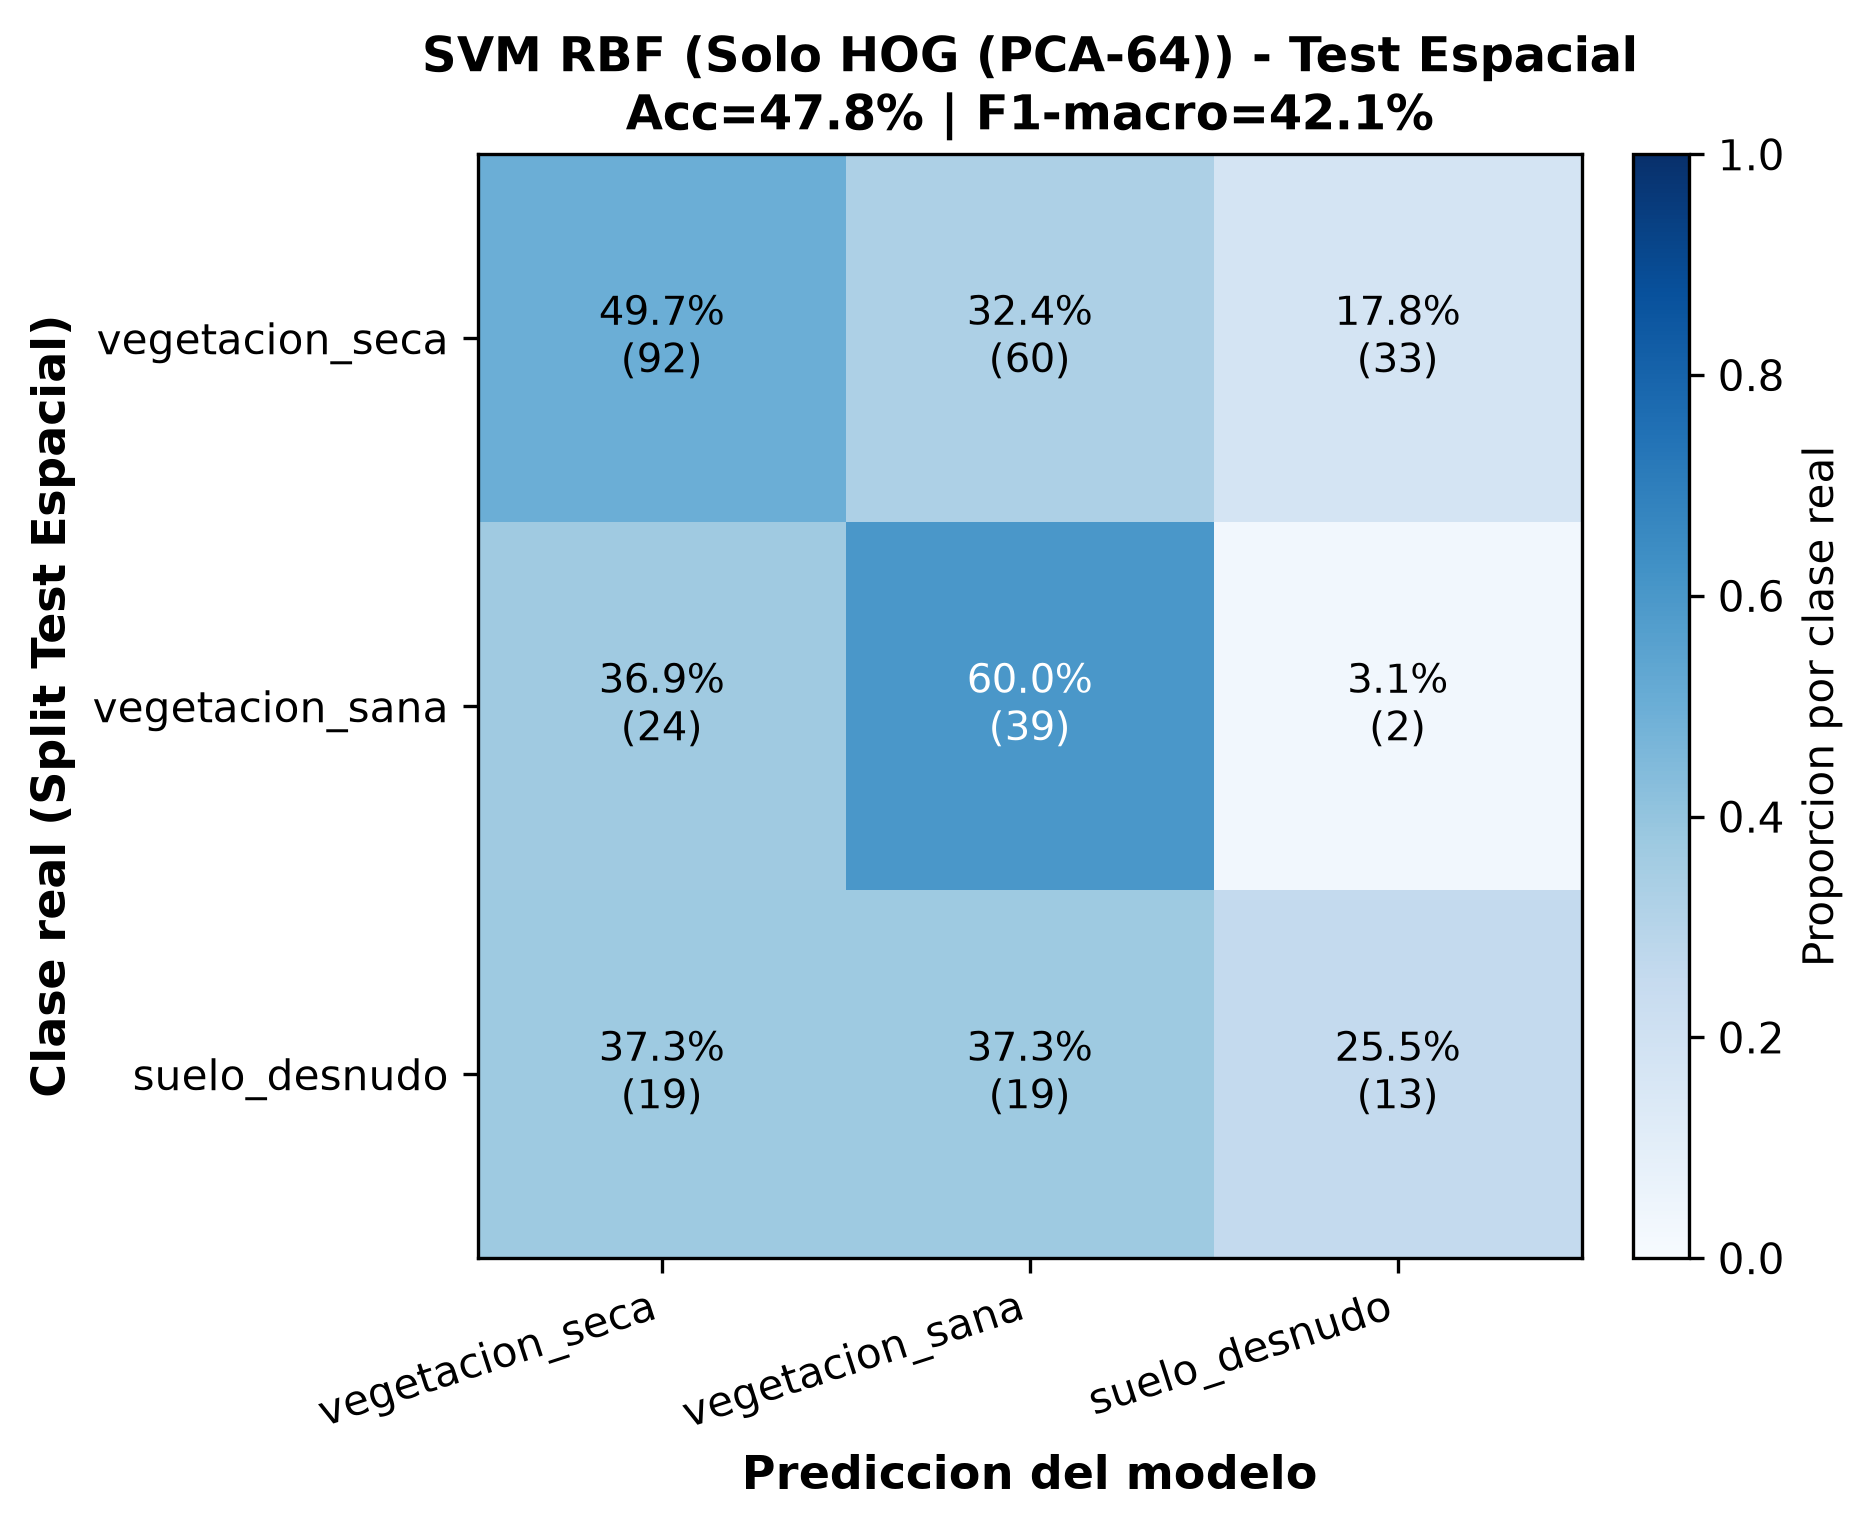 SVM RBF (Solo HOG (PCA-64)) - Test Espacial
Acc=47.8% | F1-macro=42.1%
Clase real (Split Test Espacial)
vegetacion_seca
49.7%
(92)
32.4%
(60)
17.8%
(33)
vegetacion_sana
36.9%
(24)
60.0%
(39)
3.1%
(2)
suelo_desnudo
37.3%
(19)
37.3%
(19)
25.5%
(13)
vegetacion_seca
vegetacion_sana
suelo_desnudo
Prediccion del modelo
1.0
0.8
0.6
0.4
0.2
0.0
Proporcion por clase real